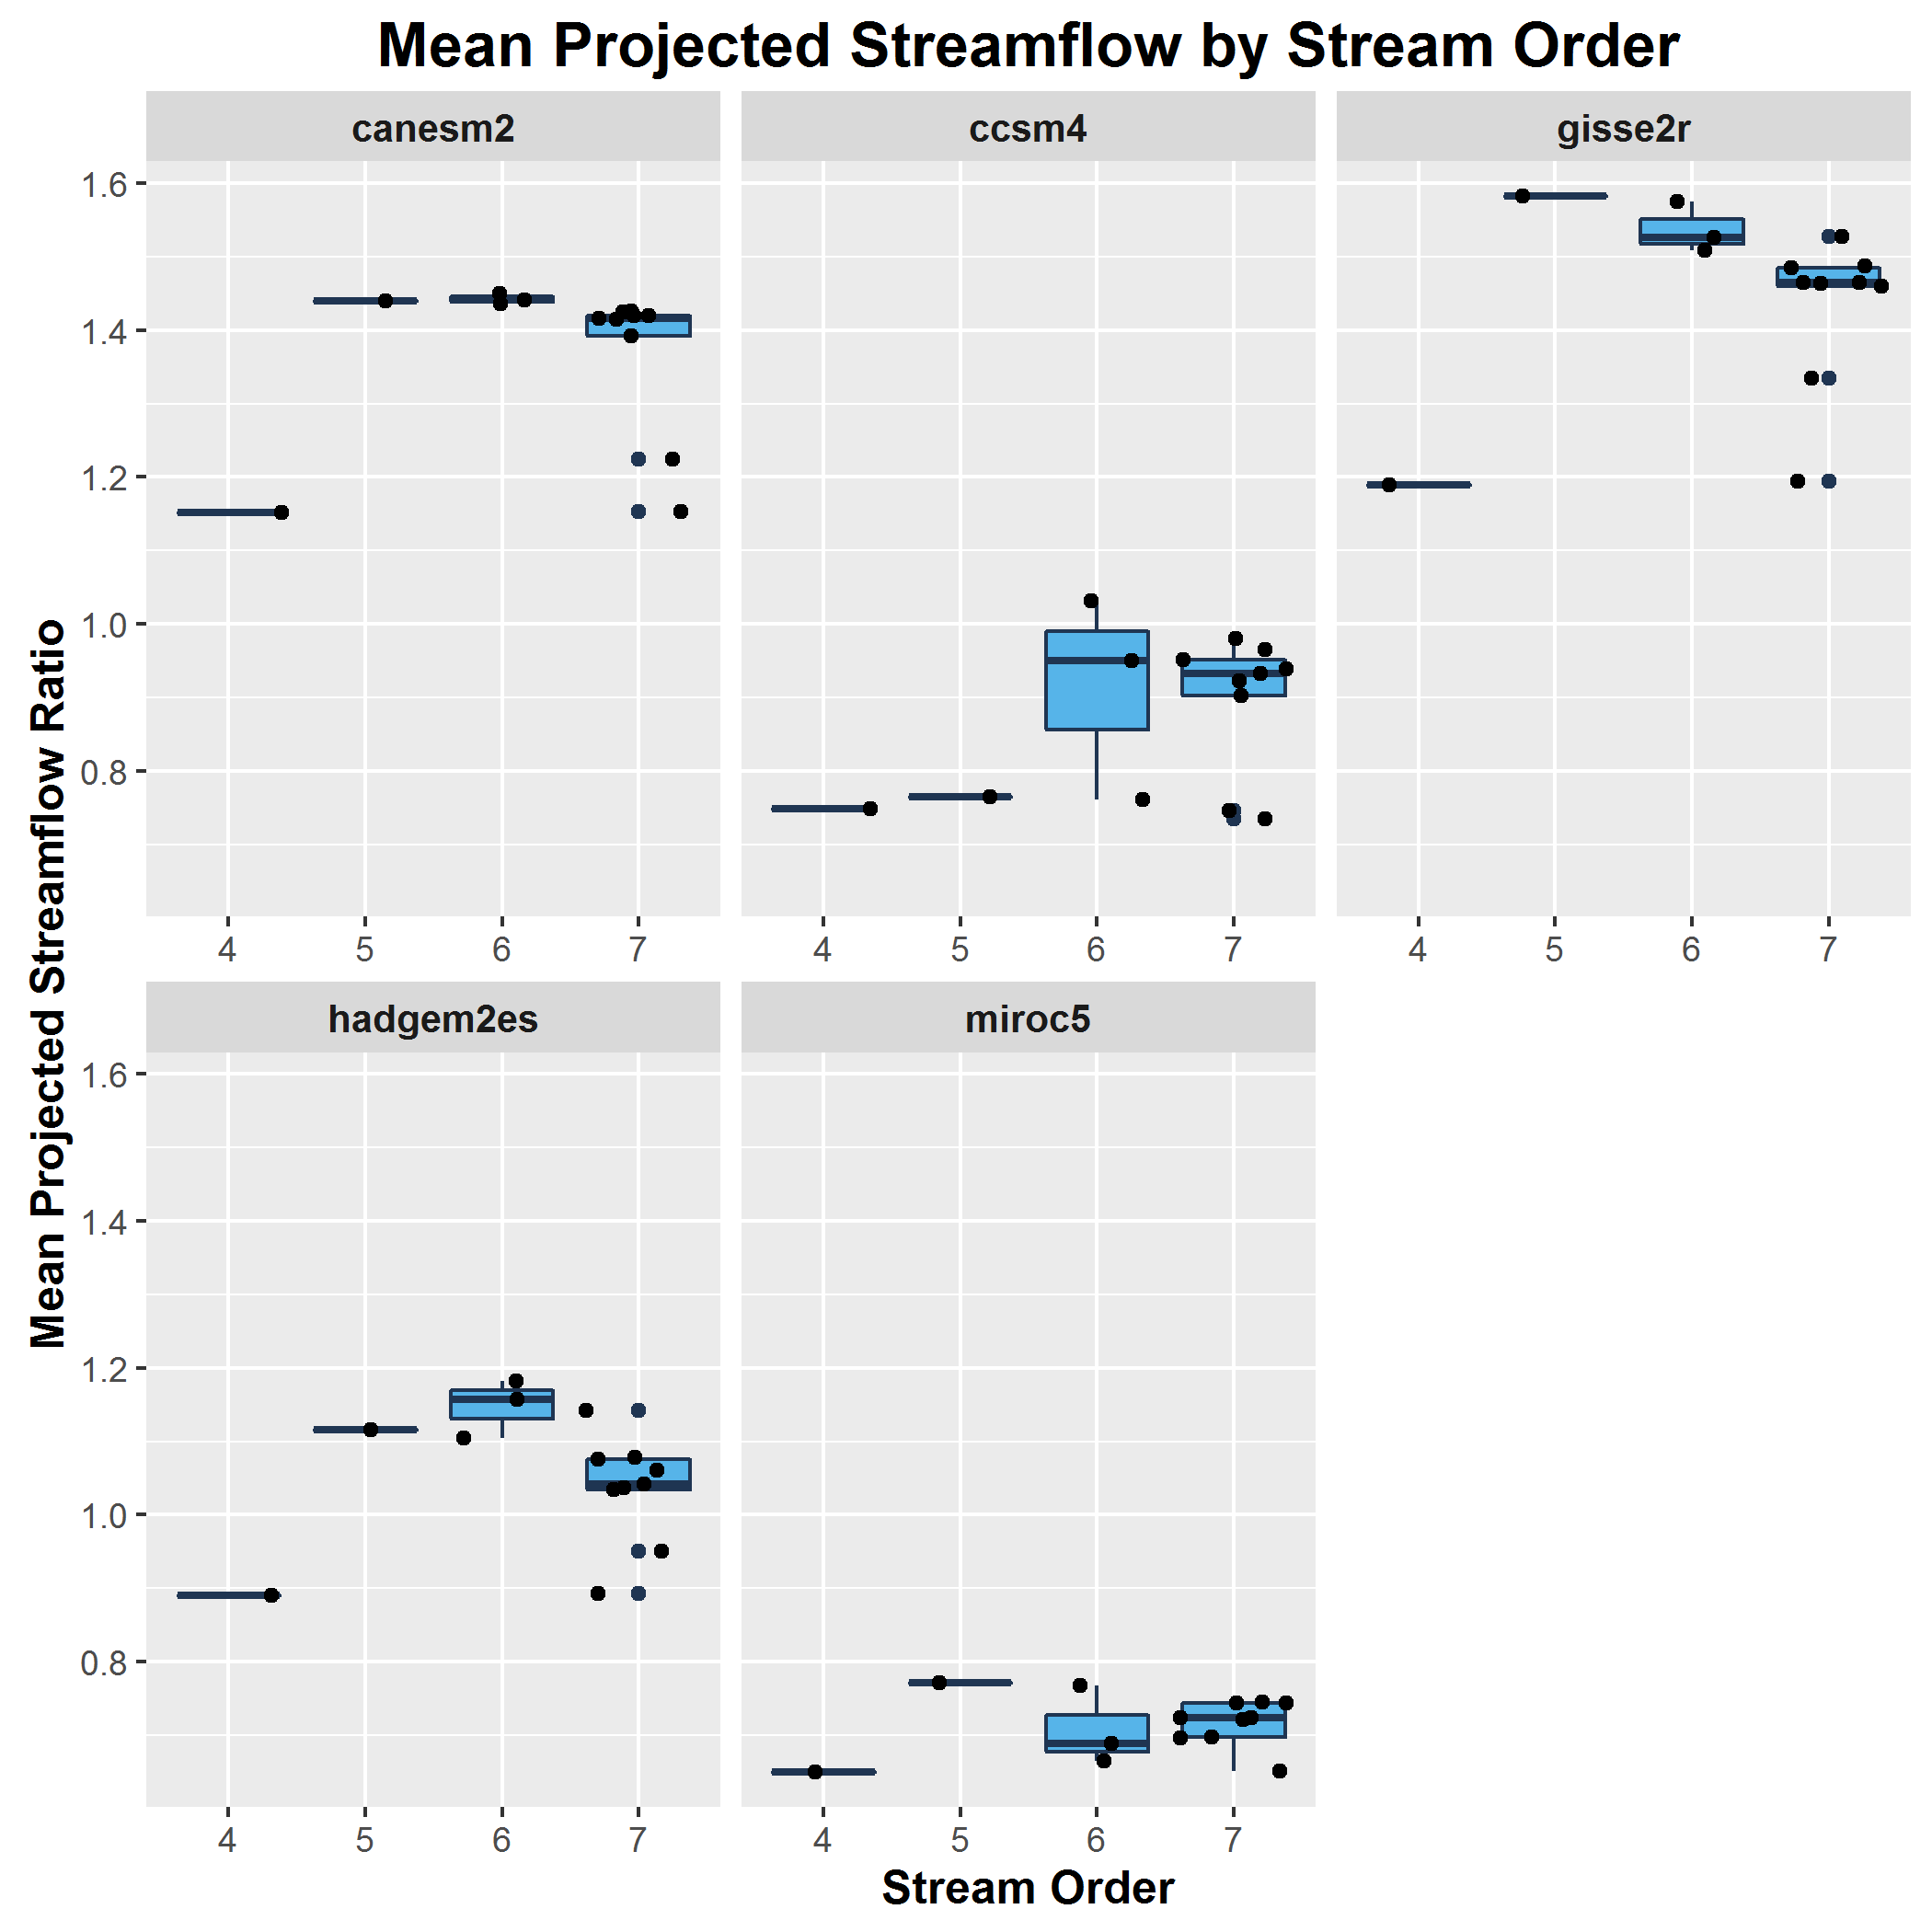 Mean Projected Streamflow by Stream Order
canesm2
ccsm4
gisse2r
1.6
1.4
1.2
1.0
0.8
4 5 6 7
4 5 6 7
4 5 6 7
Mean Projected Streamflow Ratio
hadgem2es
miroc5
1.6
1.4
1.2
1.0
0.8
4 5 6 7
4 5 6 7
Stream Order